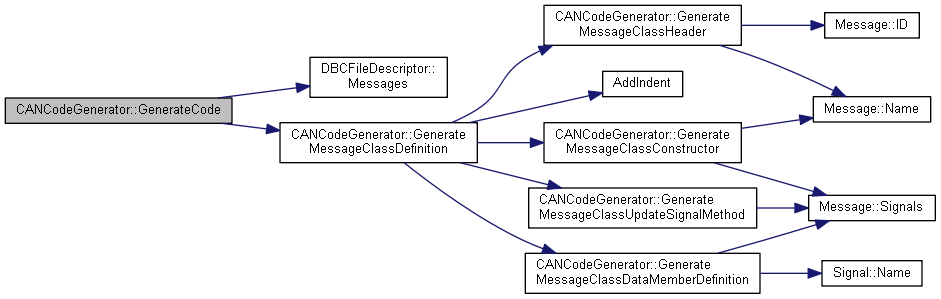 CANCodeGenerator::GenerateCode
DBCFileDescriptor::
Messages
CANCodeGenerator::Generate
MessageClassDefinition
CANCodeGenerator::Generate
MessageClassHeader
AddIndent
CANCodeGenerator::Generate
MessageClassConstructor
CANCodeGenerator::Generate
MessageClassUpdateSignalMethod
CANCodeGenerator::Generate
MessageClassDataMemberDefinition
Message::ID
Message::Name
Message::Signals
Signal::Name